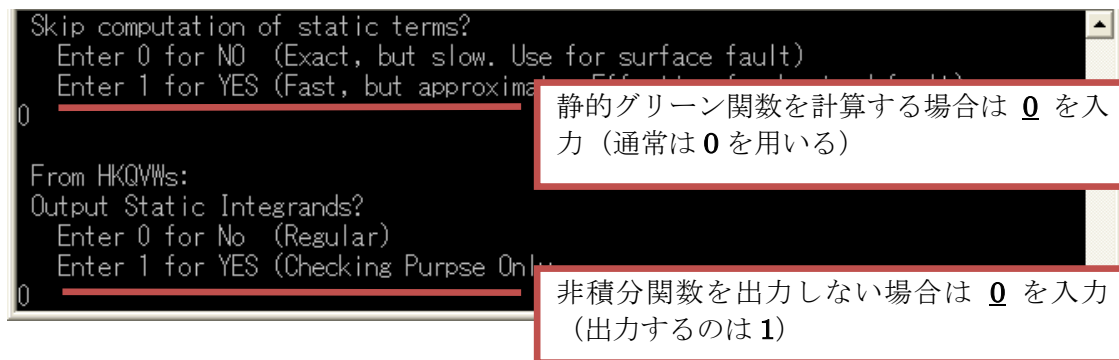 Skip computation of static terms?
Enter 0 for NO (Exact, but slow. Use for surface fault)
Enter 1 for YES (Fast, but
0
静的グリーン関数を計算する場合は 0 を入
力（通常は 0 を用いる）
From HKQVWs:
Output Static Integrands?
Enter 0 for No (Regular)
Enter 1 for YES (Checking Purpse
0
非積分関数を出力しない場合は 0 を入力
（出力するのは 1）